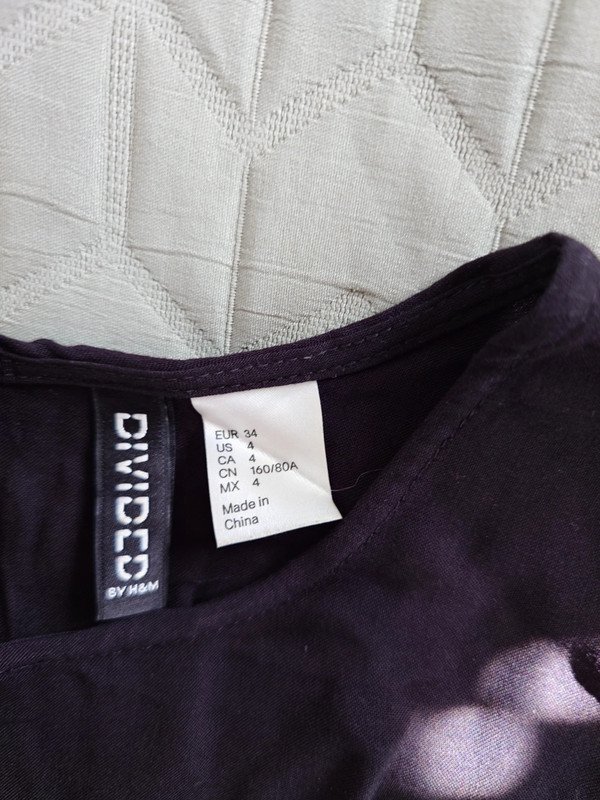 DIVIDED
BY H&M
EUR 34
US 4
CA 4
CN 160/80A
MX 4
Made in
China